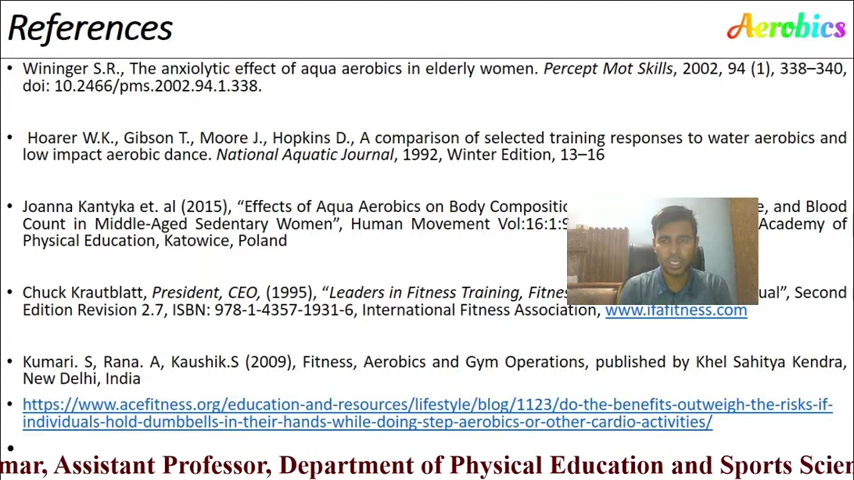 References
Aerobics
• Wininger S.R., The anxiolytic effect of aqua aerobics in elderly women. Percept Mot Skills, 2002, 94 (1), 338–340,
doi: 10.2466/pms.2002.94.1.338.
• Hoarer W.K., Gibson T., Moore J., Hopkins D., A comparison of selected training responses to water aerobics and
low impact aerobic dance. National Aquatic Journal, 1992, Winter Edition, 13–16
• Joanna Kantyka et. al (2015), “Effects of Aqua Aerobics on Body Compositic e, and Blood
Count in Middle-Aged Sedentary Women”, Human Movement Vol:16:1: Academy of
Physical Education, Katowice, Poland
• Chuck Krautblatt, President, CEO, (1995), “Leaders in Fitness Training, Fitne ual”, Second
Edition Revision 2.7, ISBN: 978-1-4357-1931-6, International Fitness Association, www.ifafitness.com
• Kumari. S, Rana. A, Kaushik.S (2009), Fitness, Aerobics and Gym Operations, published by Khel Sahitya Kendra,
New Delhi, India
• https://www.acefitness.org/education-and-resources/lifestyle/blog/1123/do-the-benefits-outweigh-the-risks-if-
individuals-hold-dumbbells-in-their-hands-while-doing-step-aerobics-or-other-cardio-activities/
•
mar, Assistant Professor, Department of Physical Education and Sports Scien